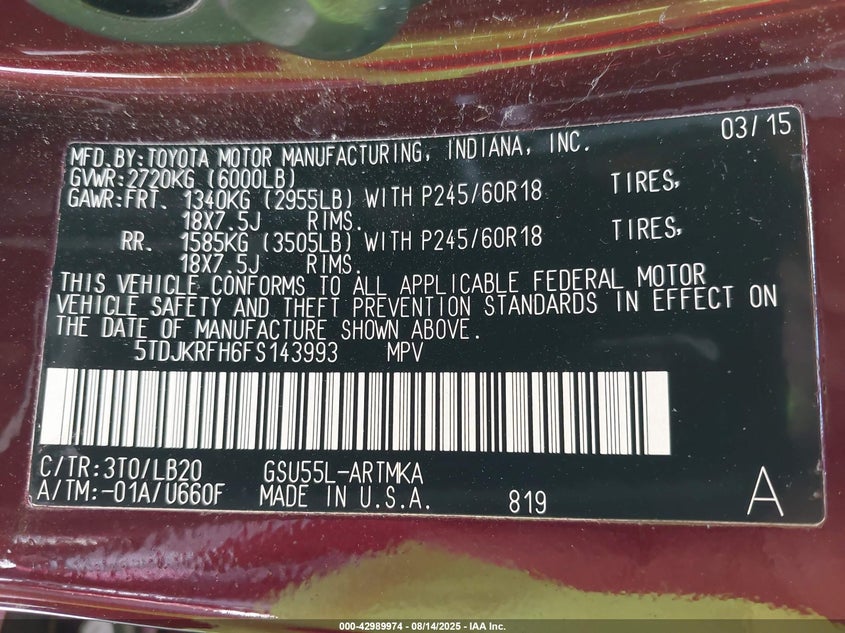 03/15
MFD.BY:TOYOTA MOTOR MANUFACTURING, INDIANA, INC.
GVWR:2720KG (6000LB)
GAWR:FRT. 1340KG (2955LB) WITH P245/60R18 TIRES,
18X7.5J RIMS.
RR. 1585KG (3505LB) WITH P245/60R18 TIRES,
18X7.5J RIMS.
THIS VEHICLE CONFORMS TO ALL APPLICABLE FEDERAL MOTOR
VEHICLE SAFETY AND THEFT PREVENTION STANDARDS IN EFFECT ON
THE DATE OF MANUFACTURE SHOWN ABOVE.
5TDJKRFH6FS143993 MPV
C/TR:3T0/LB20 GSU55L-ARTMKA
A/TM:-01A/U660F MADE IN U.S.A. 819 A
000-42989974 - 08/14/2025 - IAA Inc.